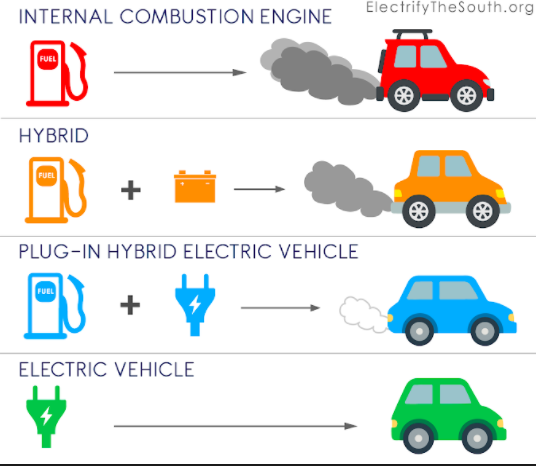 ElectrifyTheSouth.org
INTERNAL COMBUSTION ENGINE
FUEL
HYBRID
FUEL
PLUG-IN HYBRID ELECTRIC VEHICLE
FUEL
ELECTRIC VEHICLE